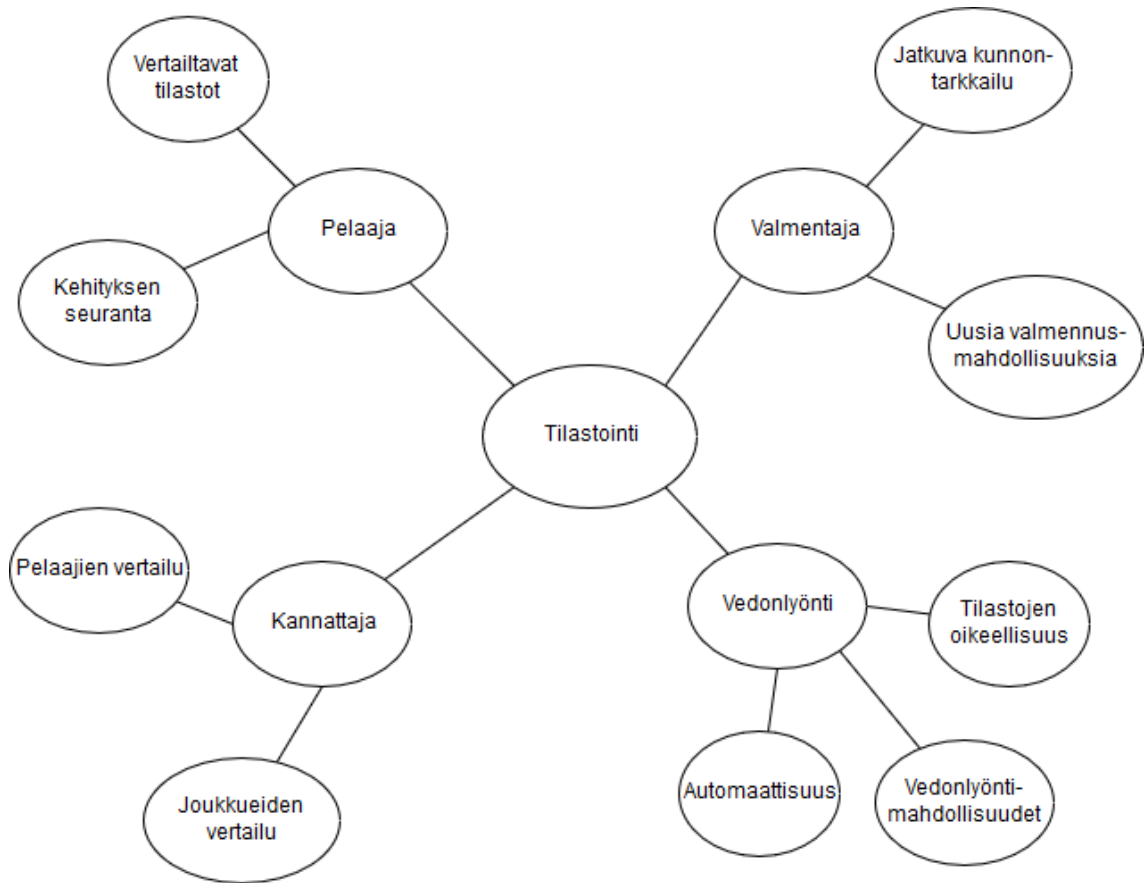 Vertailtavat
tilastot
Jatkuva kunnon-
tarkkailu
Pelaaja
Valmentaja
Kehityksen
seuranta
Uusia valmennus-
mahdollisuuksia
Tilastointi
Pelaajien vertailu
Kannattaja
Vedonlyönti
Tilastojen
oikeellisuus
Joukkueiden
vertailu
Automaattisuus
Vedonlyönti-
mahdollisuudet